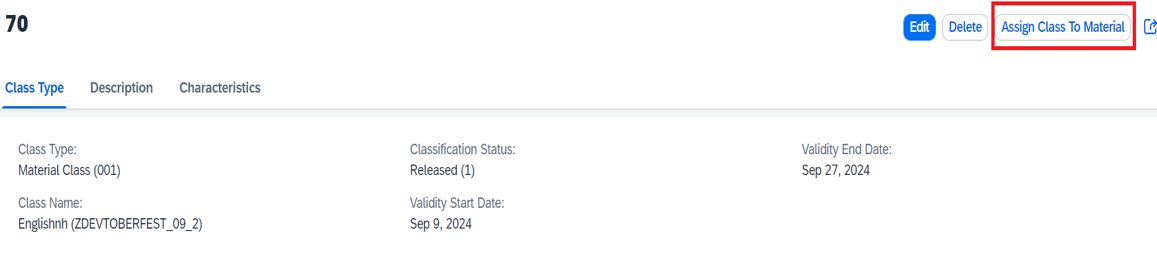 70
Edit Delete Assign Class To Material
Class Type Description Characteristics
Class Type: Classification Status: Validity End Date:
Material Class (001) Released (1) Sep 27, 2024
Class Name: Validity Start Date:
Englishnh (ZDEVTOBERFEST_09_2) Sep 9, 2024